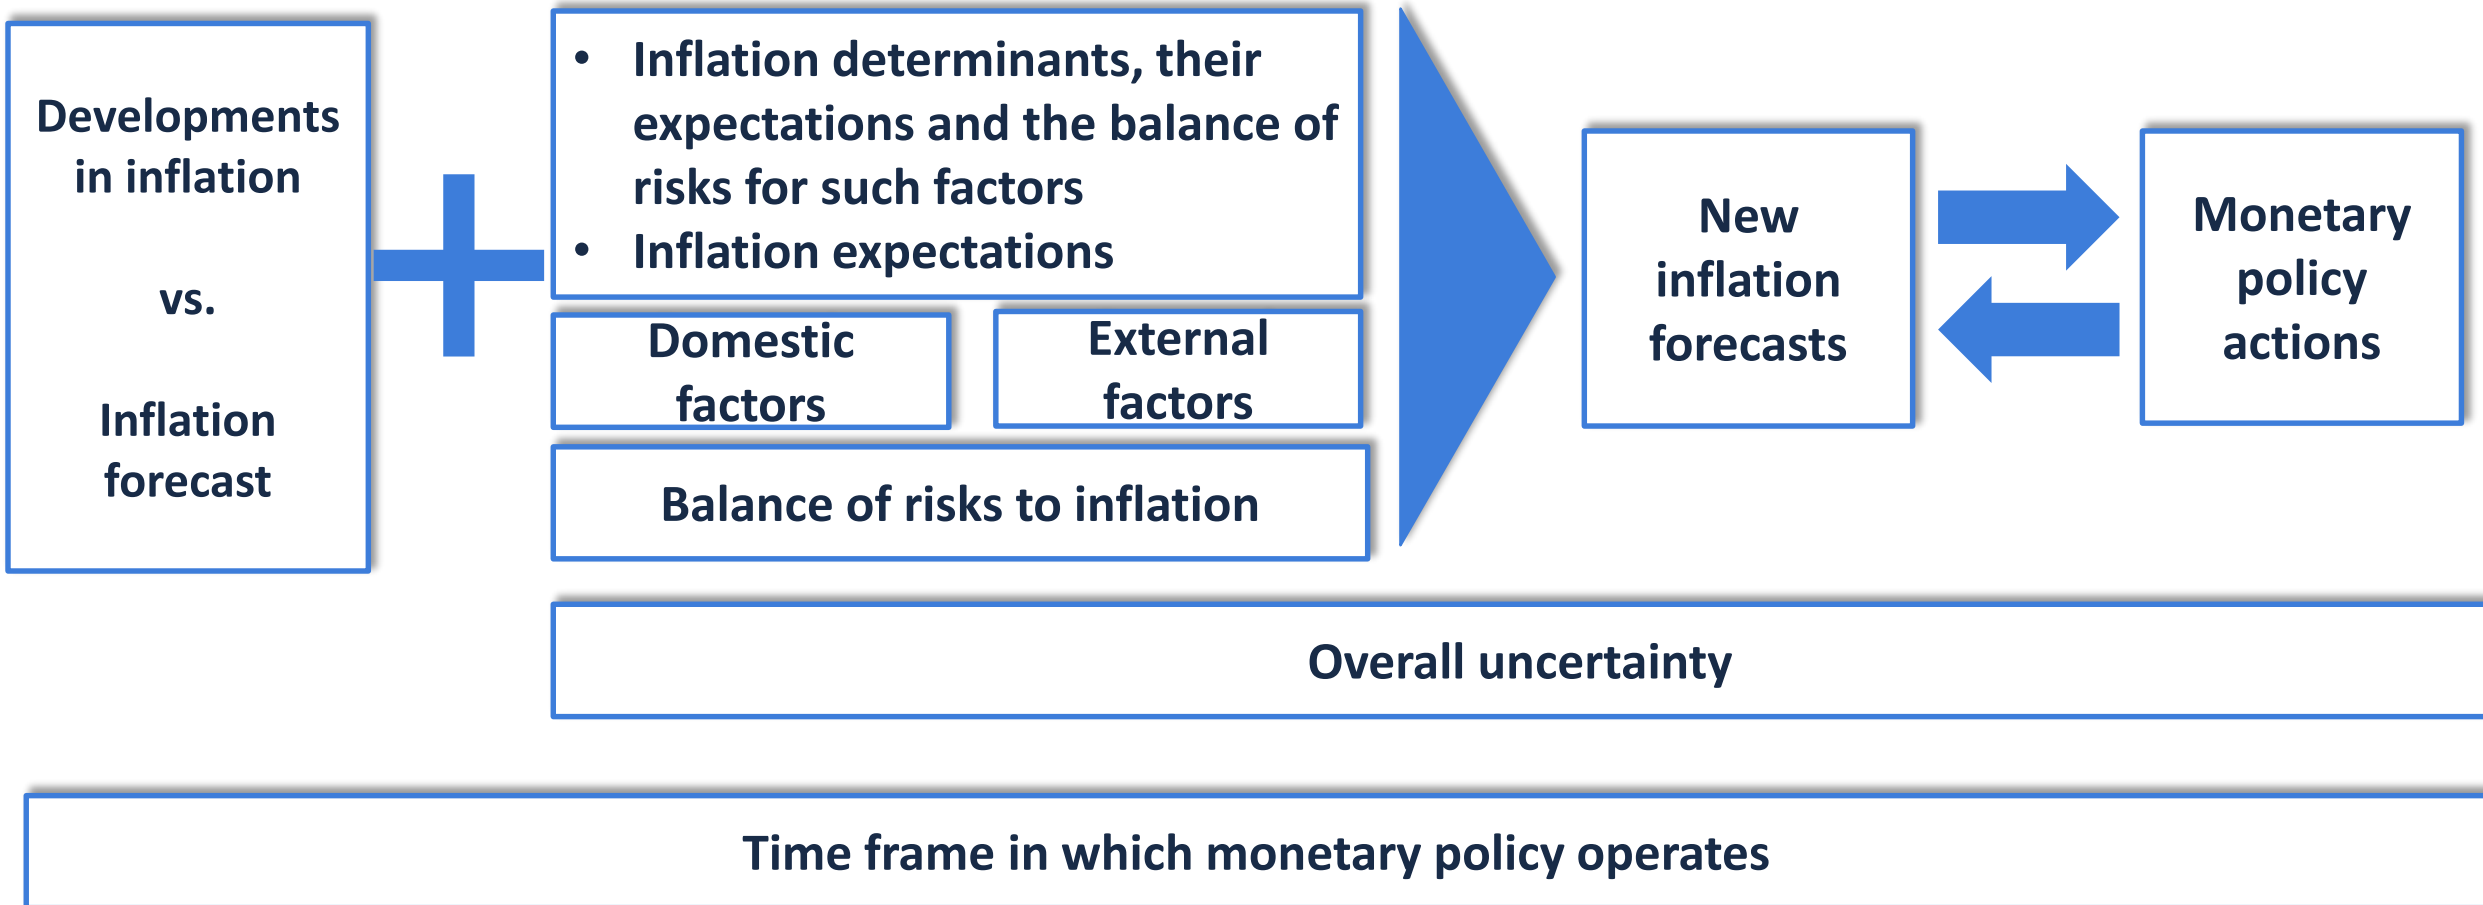 Developments
in inflation
vs.
Inflation
forecast
• Inflation determinants, their
expectations and the balance of
risks for such factors
• Inflation expectations
Domestic
factors
External
factors
Balance of risks to inflation
New
inflation
forecasts
Monetary
policy
actions
Overall uncertainty
Time frame in which monetary policy operates